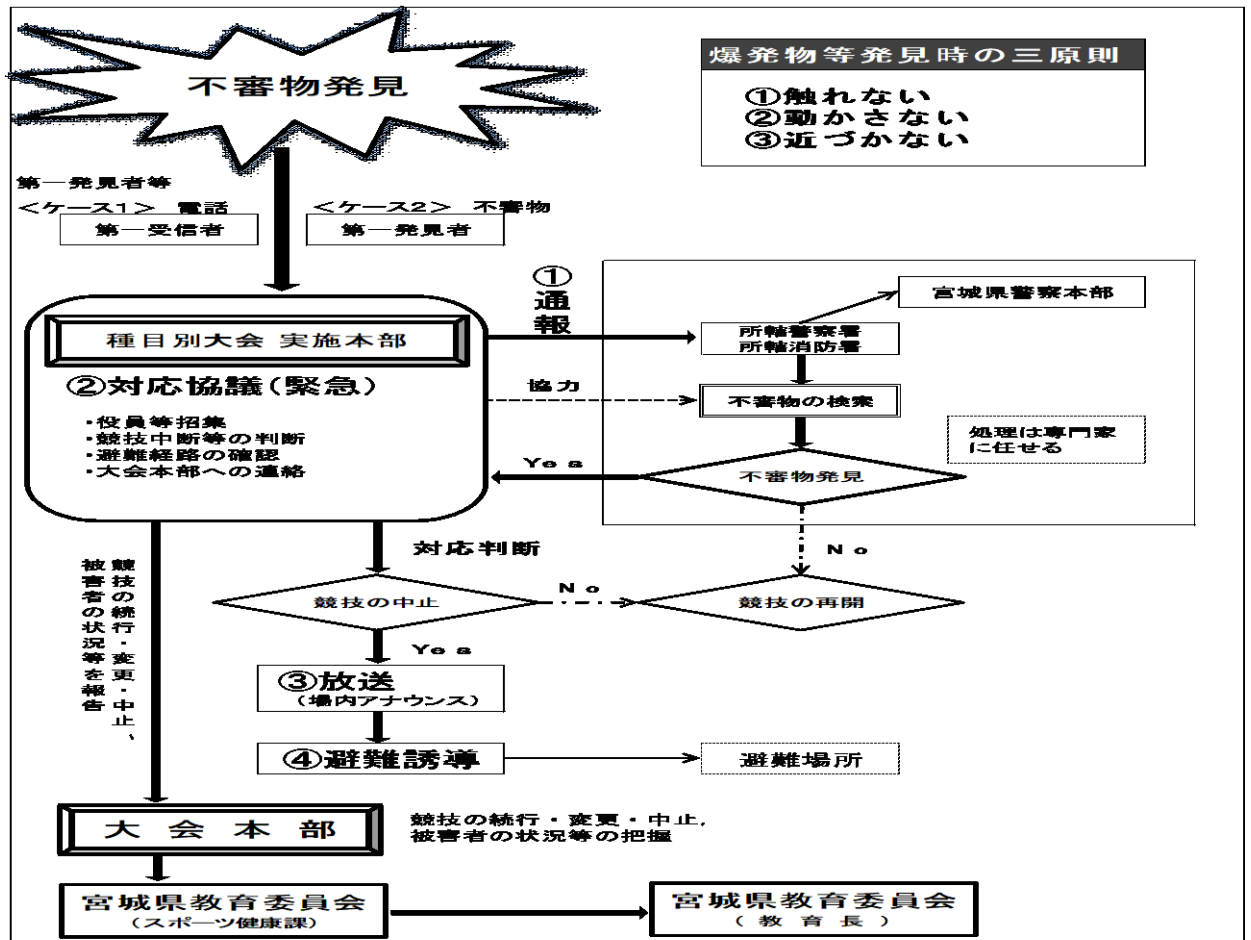 不審物発見
爆発物等発見時の三原則
①触れない
②動かさない
③近づかない
第一発見者等
＜ケース1＞ 電話
＜ケース2＞ 不審物
第一受信者
第一発見者
①通報
宮城県警察本部
種目別大会 実施本部
所轄警察署
所轄消防署
②対応協議(緊急)
・役員等招集
・競技中断等の判断
・避難経路の確認
・大会本部への連絡
協力
不審物の検索
処理は専門家
に任せる
Yes
不審物発見
対応判断
No
競技の中止
No
競技の再開
Yes
競技の続行・変更・中止、
被害者の状況等を報告
③放送
(場内アナウンス)
④避難誘導
避難場所
大会本部
競技の続行・変更・中止,
被害者の状況等の把握
宮城県教育委員会
(スポーツ健康課)
宮城県教育委員会
(教育長)